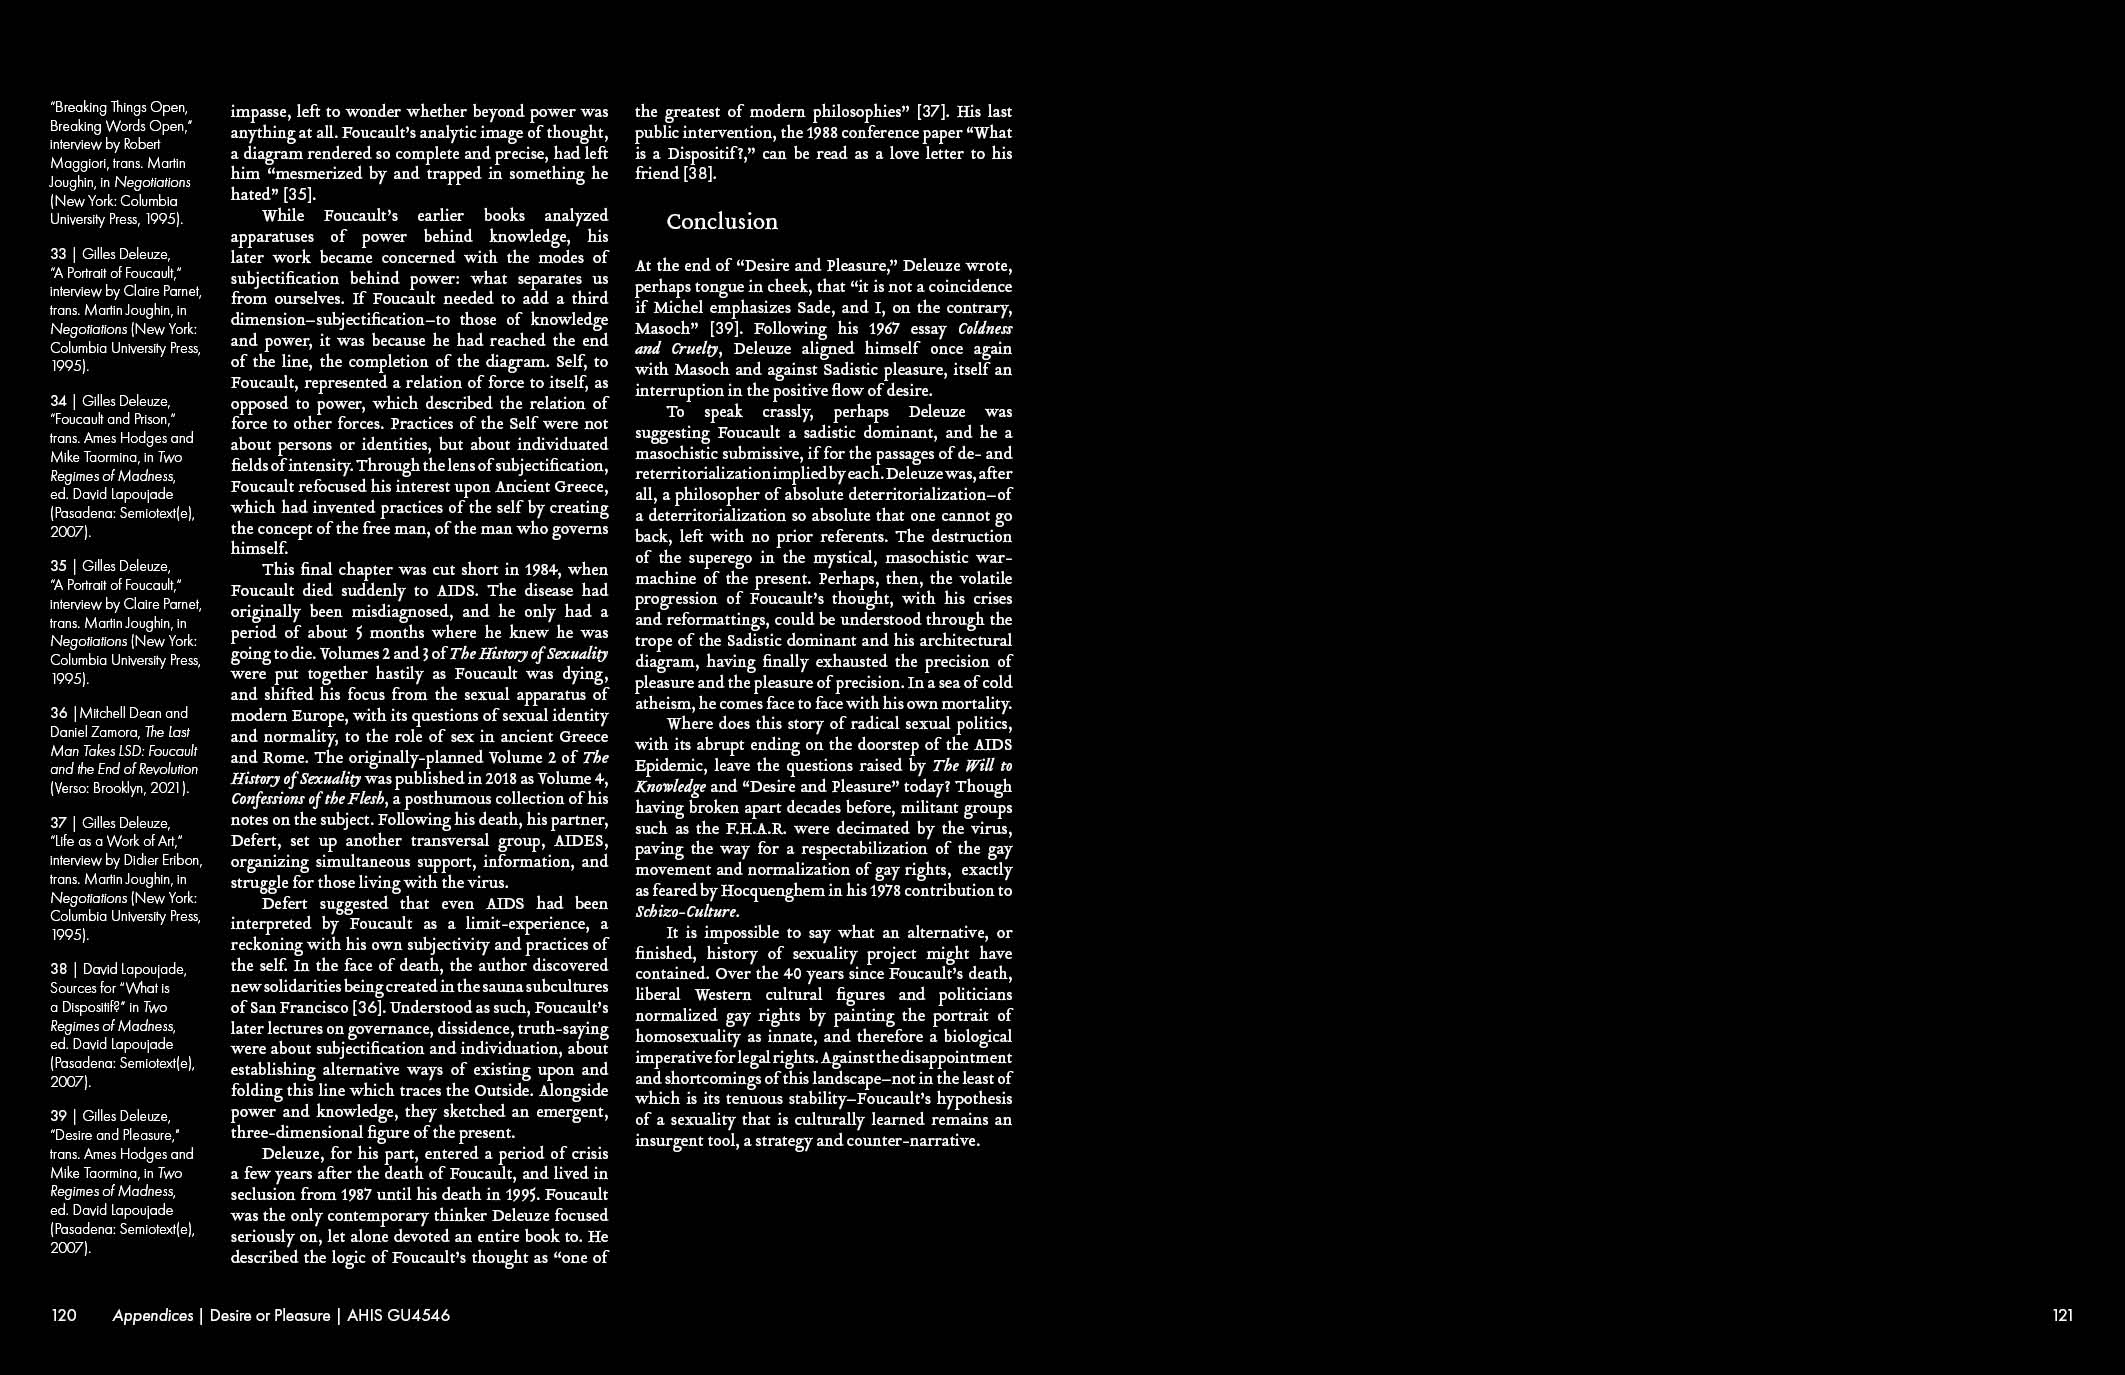 “Breaking Things Open,
Breaking Words Open,“
interview by Robert
Maggiori, trans. Martin
Joughin, in Negotiations
(New York: Columbia
University Press, 1995).
33 | Gilles Deleuze,
“A Portrait of Foucault,“
interview by Claire Parnet,
trans. Martin Joughin, in
Negotiations (New York:
Columbia University Press,
1995).
34 | Gilles Deleuze,
“Foucault and Prison,“
trans. Ames Hodges and
Mike Taormina, in Two
Regimes of Madness,
ed. David Lapoujade
(Pasadena: Semiotext(e),
2007).
35 | Gilles Deleuze,
“A Portrait of Foucault,“
interview by Claire Parnet,
trans. Martin Joughin, in
Negotiations (New York:
Columbia University Press,
1995).
36 |Mitchell Dean and
Daniel Zamora, The Last
Man Takes LSD: Foucault
and the End of Revolution
(Verso: Brooklyn, 2021).
37 | Gilles Deleuze,
“Life as a Work of Art,“
interview by Didier Eribon,
trans. Martin Joughin, in
Negotiations (New York:
Columbia University Press,
1995).
38 | David Lapoujade,
Sources for “What is
a Dispositif?“ in Two
Regimes of Madness,
ed. David Lapoujade
(Pasadena: Semiotext(e),
2007).
39 | Gilles Deleuze,
“Desire and Pleasure,”
trans. Ames Hodges and
Mike Taormina, in Two
Regimes of Madness,
ed. David Lapoujade
(Pasadena: Semiotext(e),
2007).
impasse, left to wonder whether beyond power was
anything at all. Foucault’s analytic image of thought,
a diagram rendered so complete and precise, had left
him “mesmerized by and trapped in something he
hated” [35].
While Foucault’s earlier books analyzed
apparatuses of power behind knowledge, his
later work became concerned with the modes of
subjectification behind power: what separates us
from ourselves. If Foucault needed to add a third
dimension—subjectification—to those of knowledge
and power, it was because he had reached the end
of the line, the completion of the diagram. Self, to
Foucault, represented a relation of force to itself, as
opposed to power, which described the relation of
force to other forces. Practices of the Self were not
about persons or identities, but about individuated
fields of intensity. Through the lens of subjectification,
Foucault refocused his interest upon Ancient Greece,
which had invented practices of the self by creating
the concept of the free man, of the man who governs
himself.
This final chapter was cut short in 1984, when
Foucault died suddenly to AIDS. The disease had
originally been misdiagnosed, and he only had a
period of about 5 months where he knew he was
going to die. Volumes 2 and 3 of The History of Sexuality
were put together hastily as Foucault was dying,
and shifted his focus from the sexual apparatus of
modern Europe, with its questions of sexual identity
and normality, to the role of sex in ancient Greece
and Rome. The originally-planned Volume 2 of The
History of Sexuality was published in 2018 as Volume 4,
Confessions of the Flesh, a posthumous collection of his
notes on the subject. Following his death, his partner,
Defert, set up another transversal group, AIDES,
organizing simultaneous support, information, and
struggle for those living with the virus.
Defert suggested that even AIDS had been
interpreted by Foucault as a limit-experience, a
reckoning with his own subjectivity and practices of
the self. In the face of death, the author discovered
new solidarities being created in the sauna subcultures
of San Francisco [36]. Understood as such, Foucault’s
later lectures on governance, dissidence, truth-saying
were about subjectification and individuation, about
establishing alternative ways of existing upon and
folding this line which traces the Outside. Alongside
power and knowledge, they sketched an emergent,
three-dimensional figure of the present.
Deleuze, for his part, entered a period of crisis
a few years after the death of Foucault, and lived in
seclusion from 1987 until his death in 1995. Foucault
was the only contemporary thinker Deleuze focused
seriously on, let alone devoted an entire book to. He
described the logic of Foucault’s thought as “one of
the greatest of modern philosophies” [37]. His last
public intervention, the 1988 conference paper “What
is a Dispositif?,” can be read as a love letter to his
friend [38].
Conclusion
At the end of “Desire and Pleasure,” Deleuze wrote,
perhaps tongue in cheek, that “it is not a coincidence
if Michel emphasizes Sade, and I, on the contrary,
Masoch” [39]. Following his 1967 essay Coldness
and Cruelty, Deleuze aligned himself once again
with Masoch and against Sadistic pleasure, itself an
interruption in the positive flow of desire.
To speak crassly, perhaps Deleuze was
suggesting Foucault a sadistic dominant, and he a
masochistic submissive, if for the passages of de- and
reterritorialization implied by each. Deleuze was, after
all, a philosopher of absolute deterritorialization—of
a deterritorialization so absolute that one cannot go
back, left with no prior referents. The destruction
of the superego in the mystical, masochistic war-
machine of the present. Perhaps, then, the volatile
progression of Foucault’s thought, with his crises
and reformattings, could be understood through the
trope of the Sadistic dominant and his architectural
diagram, having finally exhausted the precision of
pleasure and the pleasure of precision. In a sea of cold
atheism, he comes face to face with his own mortality.
Where does this story of radical sexual politics,
with its abrupt ending on the doorstep of the AIDS
Epidemic, leave the questions raised by The Will to
Knowledge and “Desire and Pleasure” today? Though
having broken apart decades before, militant groups
such as the F.H.A.R. were decimated by the virus,
paving the way for a respectabilization of the gay
movement and normalization of gay rights,  exactly
as feared by Hocquenghem in his 1978 contribution to
Schizo-Culture.
It is impossible to say what an alternative, or
finished, history of sexuality project might have
contained. Over the 40 years since Foucault’s death,
liberal Western cultural figures and politicians
normalized gay rights by painting the portrait of
homosexuality as innate, and therefore a biological
imperative for legal rights. Against the disappointment
and shortcomings of this landscape—not in the least of
which is its tenuous stability—Foucault’s hypothesis
of a sexuality that is culturally learned remains an
insurgent tool, a strategy and counter-narrative.
120 Appendices | Desire or Pleasure | AHIS GU4546
121